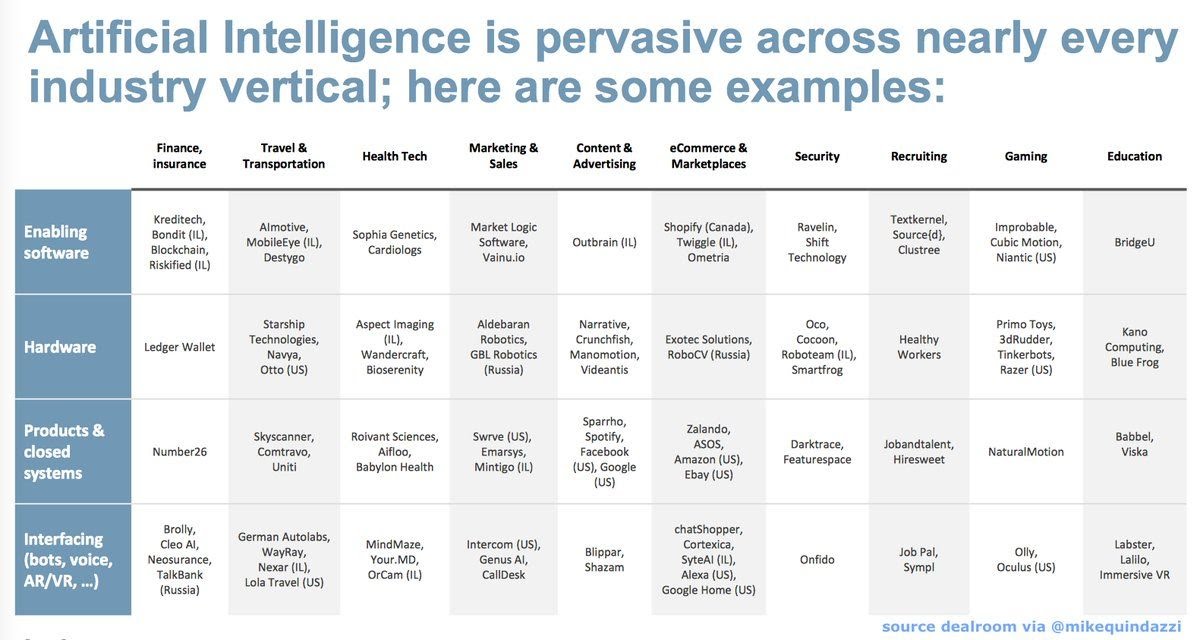 Artificial Intelligence is pervasive across nearly every
industry vertical; here are some examples:
Finance,
insurance
Travel &
Transportation
Health Tech
Marketing &
Sales
Content &
Advertising
eCommerce &
Marketplaces
Security
Recruiting
Gaming
Education
Enabling
software
Kreditech,
Bondit (IL),
Blockchain,
Riskified (IL)
AImotive,
MobileEye (IL),
Destygo
Sophia Genetics,
Cardiologs
Market Logic
Software,
Vainu.io
Outbrain (IL)
Shopify (Canada),
Twiggle (IL),
Ometria
Ravelin,
Shift
Technology
Textkernel,
Source{d},
Clustree
Improbable,
Cubic Motion,
Niantic (US)
BridgeU
Hardware
Ledger Wallet
Starship
Technologies,
Navya,
Otto (US)
Aspect Imaging
(IL),
Wandercraft,
Bioserenity
Aldebaran
Robotics,
GBL Robotics
(Russia)
Narrative,
Crunchfish,
Manomotion,
Videantis
Exotec Solutions,
RoboCV (Russia)
Oco,
Cocoon,
Roboteam (IL),
Smartfrog
Healthy
Workers
Primo Toys,
3dRudder,
Tinkerbots,
Razer (US)
Kano
Computing,
Blue Frog
Products &
closed
systems
Number26
Skyscanner,
Comtravo,
Uniti
Roivant Sciences,
Aifloo,
Babylon Health
Swrve (US),
Emarsys,
Mintigo (IL)
Sparrho,
Spotify,
Facebook
(US), Google
(US)
Zalando,
ASOS,
Amazon (US),
Ebay (US)
Darktrace,
Featurespace
Jobandtalent,
Hiresweet
NaturalMotion
Babbel,
Viska
Interfacing
(bots, voice,
AR/VR, …)
Brolly,
Cleo AI,
Neosurance,
TalkBank
(Russia)
German Autolabs,
WayRay,
Nexar (IL),
Lola Travel (US)
MindMaze,
Your.MD,
OrCam (IL)
Intercom (US),
Genus AI,
CallDesk
Blippar,
Shazam
chatShopper,
Cortexica,
SyteAI (IL),
Alexa (US),
Google Home (US)
Onfido
Job Pal,
Sympl
Olly,
Oculus (US)
Labster,
Lalilo,
Immersive VR
source dealroom via @mikequindazzi